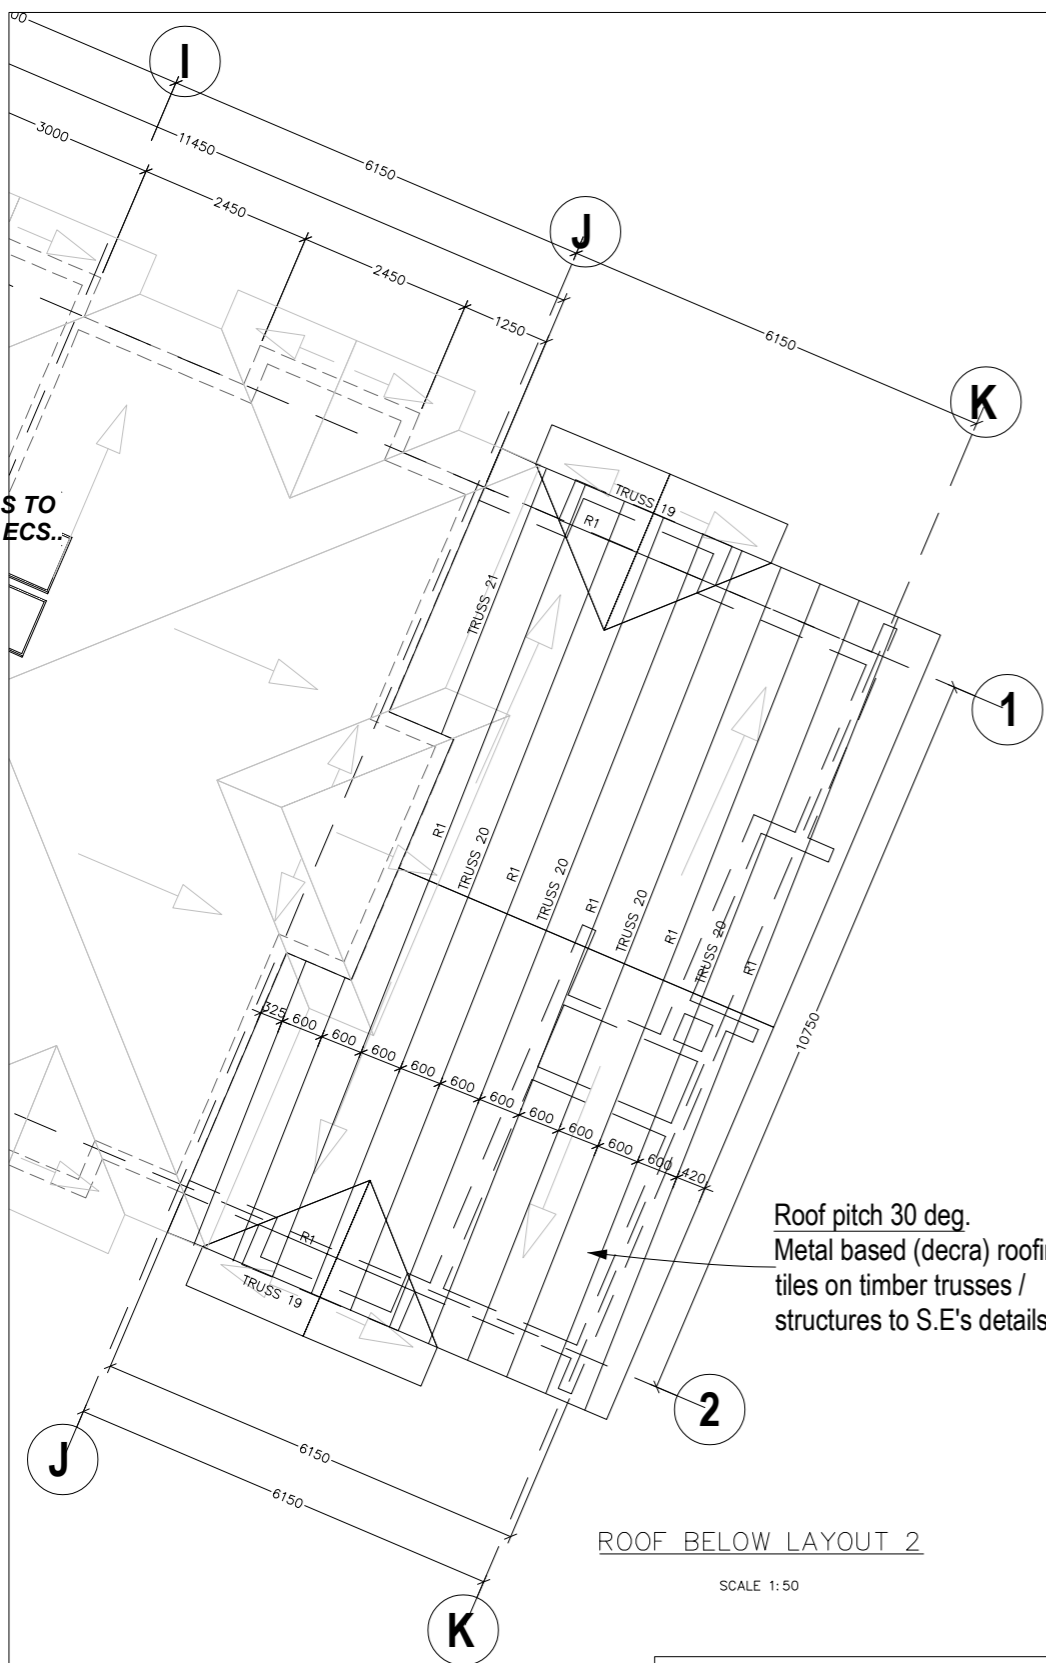 00
I
3000
11450
6150
2450
J
2450
1250
6150
K
S TO
ECS..
TRUSS 19
R1
TRUSS 21
1
R1
TRUSS 20
R1
TRUSS 20
R1
TRUSS 20
R1
TRUSS 20
R1
325
600
600
600
600
600
600
600
600
600
600
420
10750
Roof pitch 30 deg.
Metal based (decra) roofin
tiles on timber trusses /
structures to S.E's details
R1
TRUSS 19
2
J
6150
6150
K
ROOF BELOW LAYOUT 2
SCALE 1:50